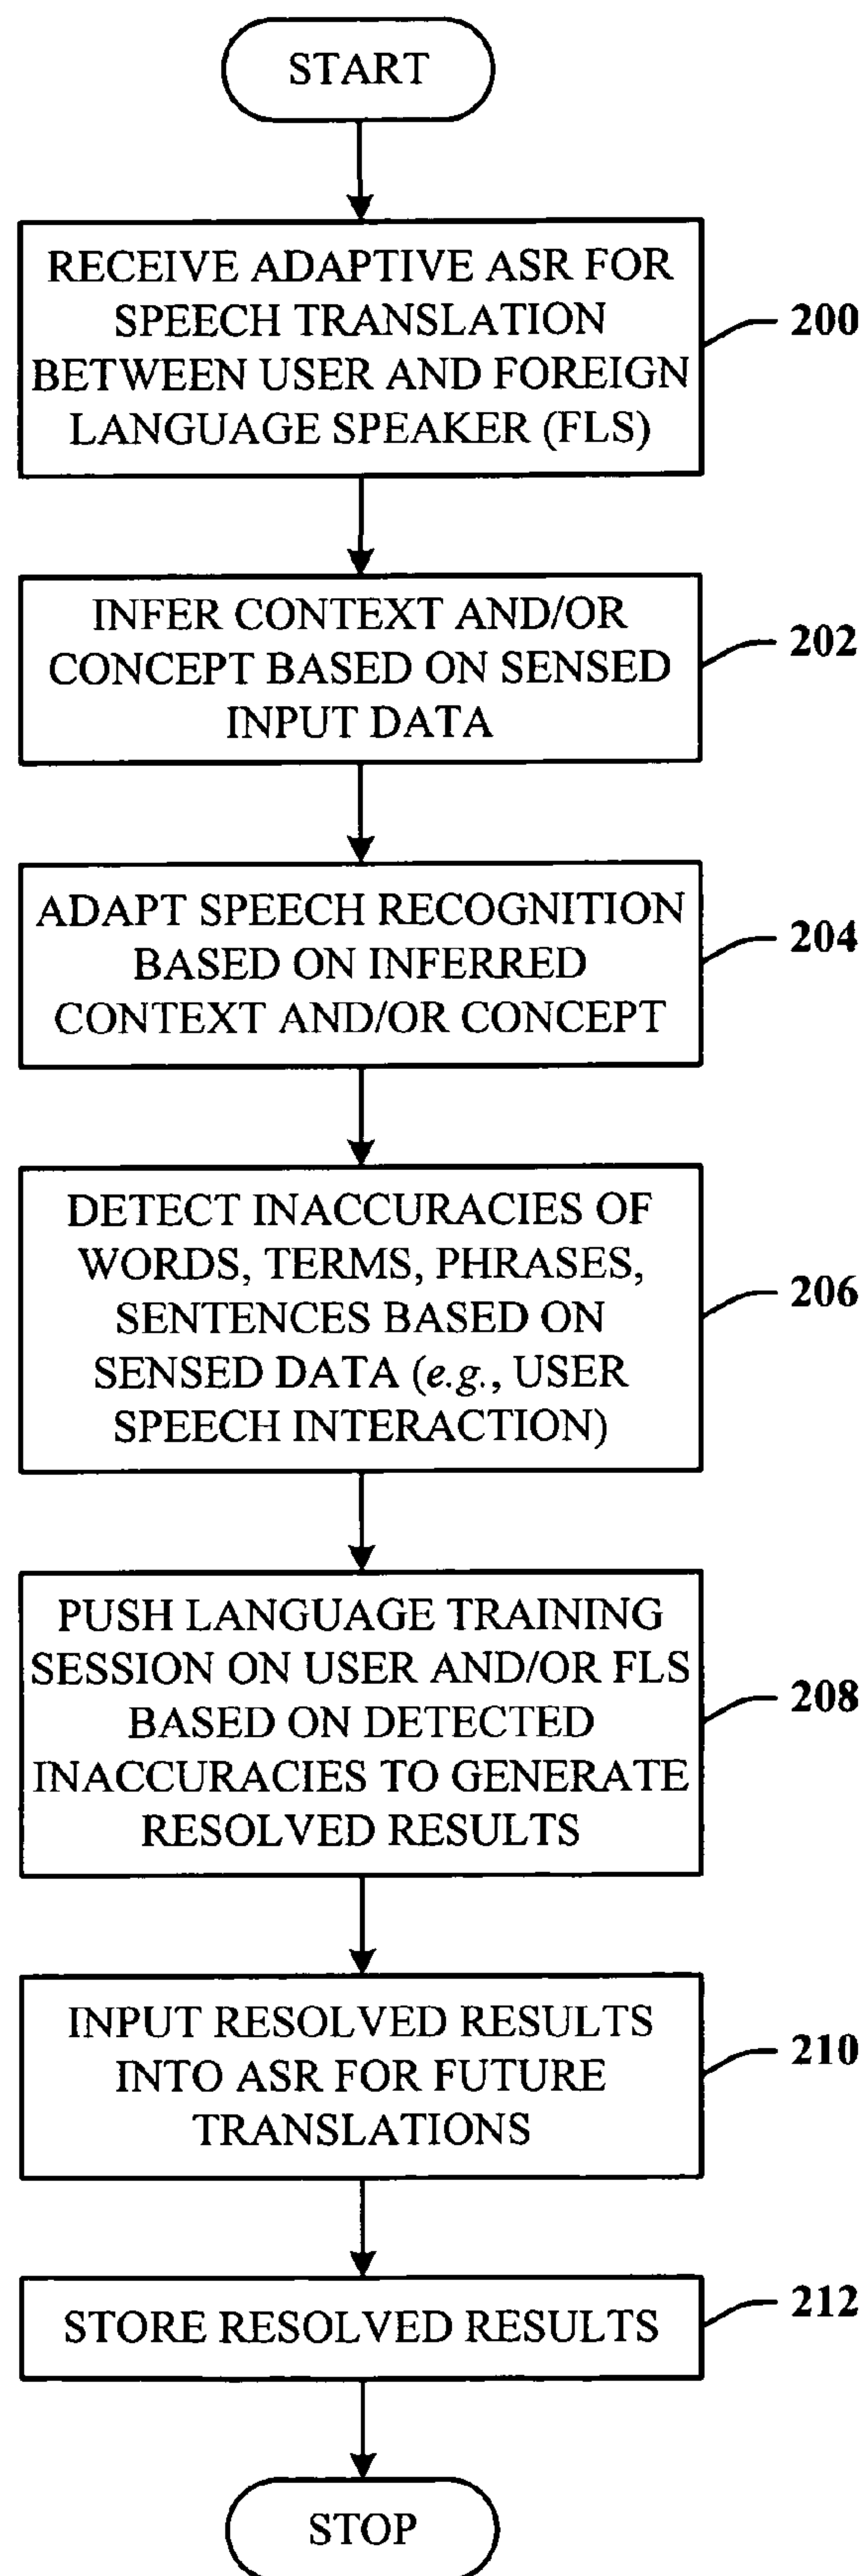 START
RECEIVE ADAPTIVE ASR FOR
SPEECH TRANSLATION
BETWEEN USER AND FOREIGN
LANGUAGE SPEAKER (FLS)
200
INFER CONTEXT AND/OR
CONCEPT BASED ON SENSED
INPUT DATA
202
ADAPT SPEECH RECOGNITION
BASED ON INFERRED
CONTEXT AND/OR CONCEPT
204
DETECT INACCURACIES OF
WORDS, TERMS, PHRASES,
SENTENCES BASED ON
SENSED DATA (e.g., USER
SPEECH INTERACTION)
206
PUSH LANGUAGE TRAINING
SESSION ON USER AND/OR FLS
BASED ON DETECTED
INACCURACIES TO GENERATE
RESOLVED RESULTS
208
INPUT RESOLVED RESULTS
INTO ASR FOR FUTURE
TRANSLATIONS
210
STORE RESOLVED RESULTS
212
STOP